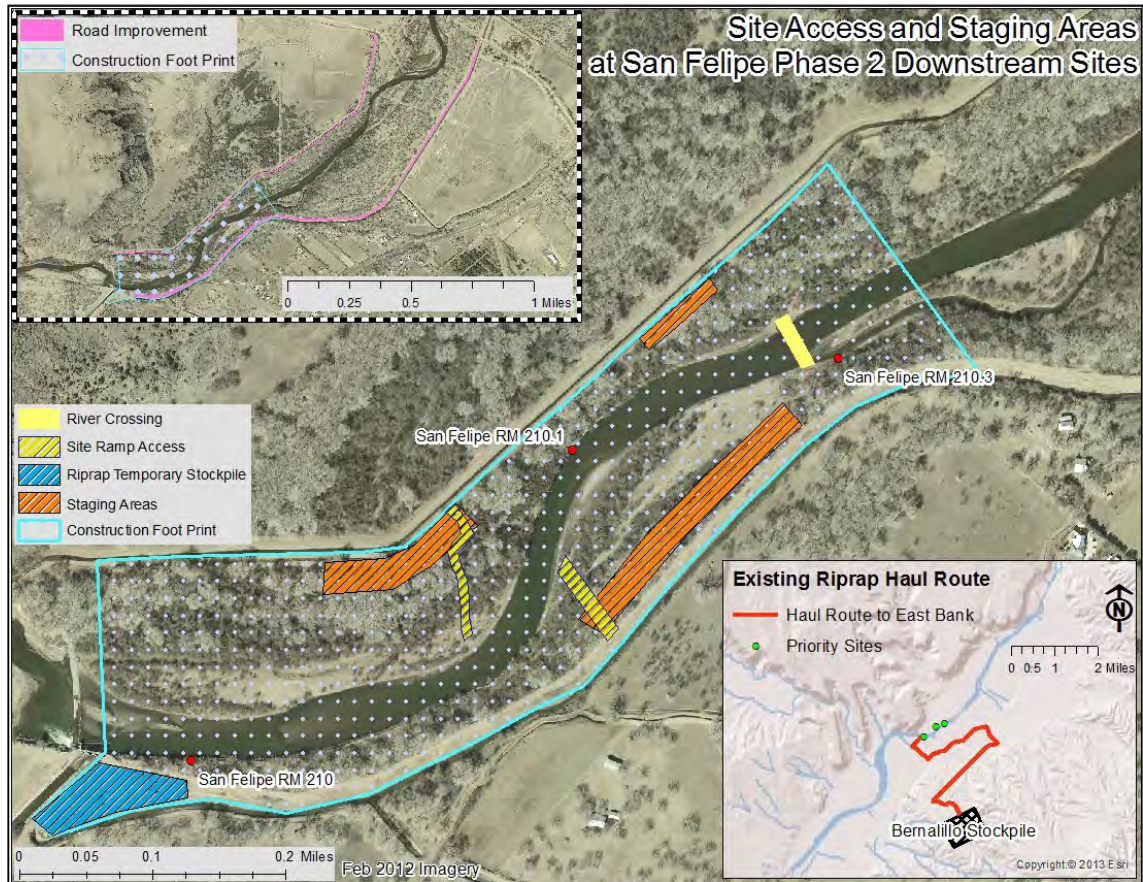 Site Access and Staging Areas
at San Felipe Phase 2 Downstream Sites
Road Improvement
Construction Foot Print
0 0.25 0.5 1 Miles
River Crossing
Site Ramp Access
Riprap Temporary Stockpile
Staging Areas
Construction Foot Print
San Felipe RM 210.3
San Felipe RM 210.1
San Felipe RM 210
Existing Riprap Haul Route
Haul Route to East Bank
Priority Sites
N
0 0.5 1 2 Miles
Bernalillo Stockpile
Copyright:© 2013 Esri
0 0.05 0.1 0.2 Miles
Feb 2012 Imagery